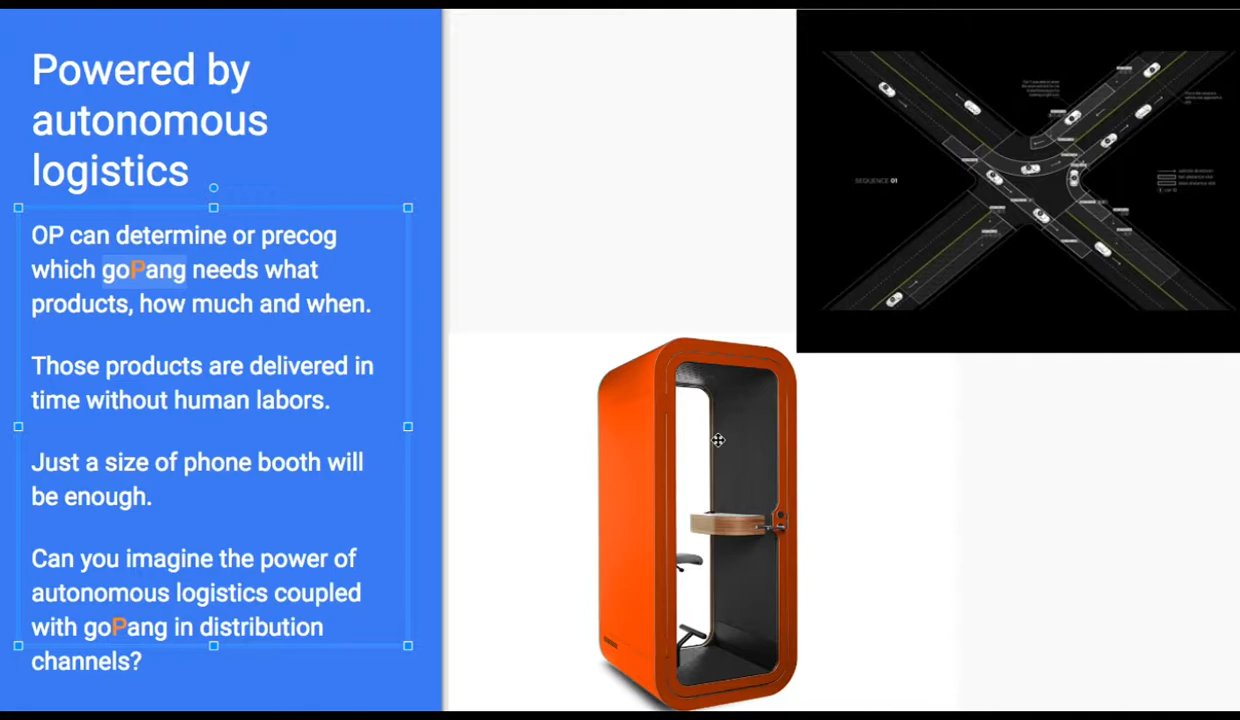 Powered by
autonomous
logistics
OP can determine or precog
which goPang needs what
products, how much and when.
Those products are delivered in
time without human labors.
Just a size of phone booth will
be enough.
Can you imagine the power of
autonomous logistics coupled
with goPang in distribution
channels?
SEQUENCE 01